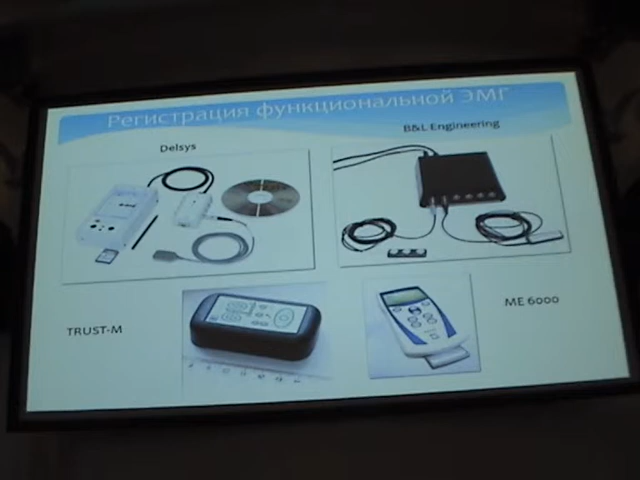 Регистрация функциональной ЭМГ
Delsys
B&L Engineering
TRUST-M
ME 6000